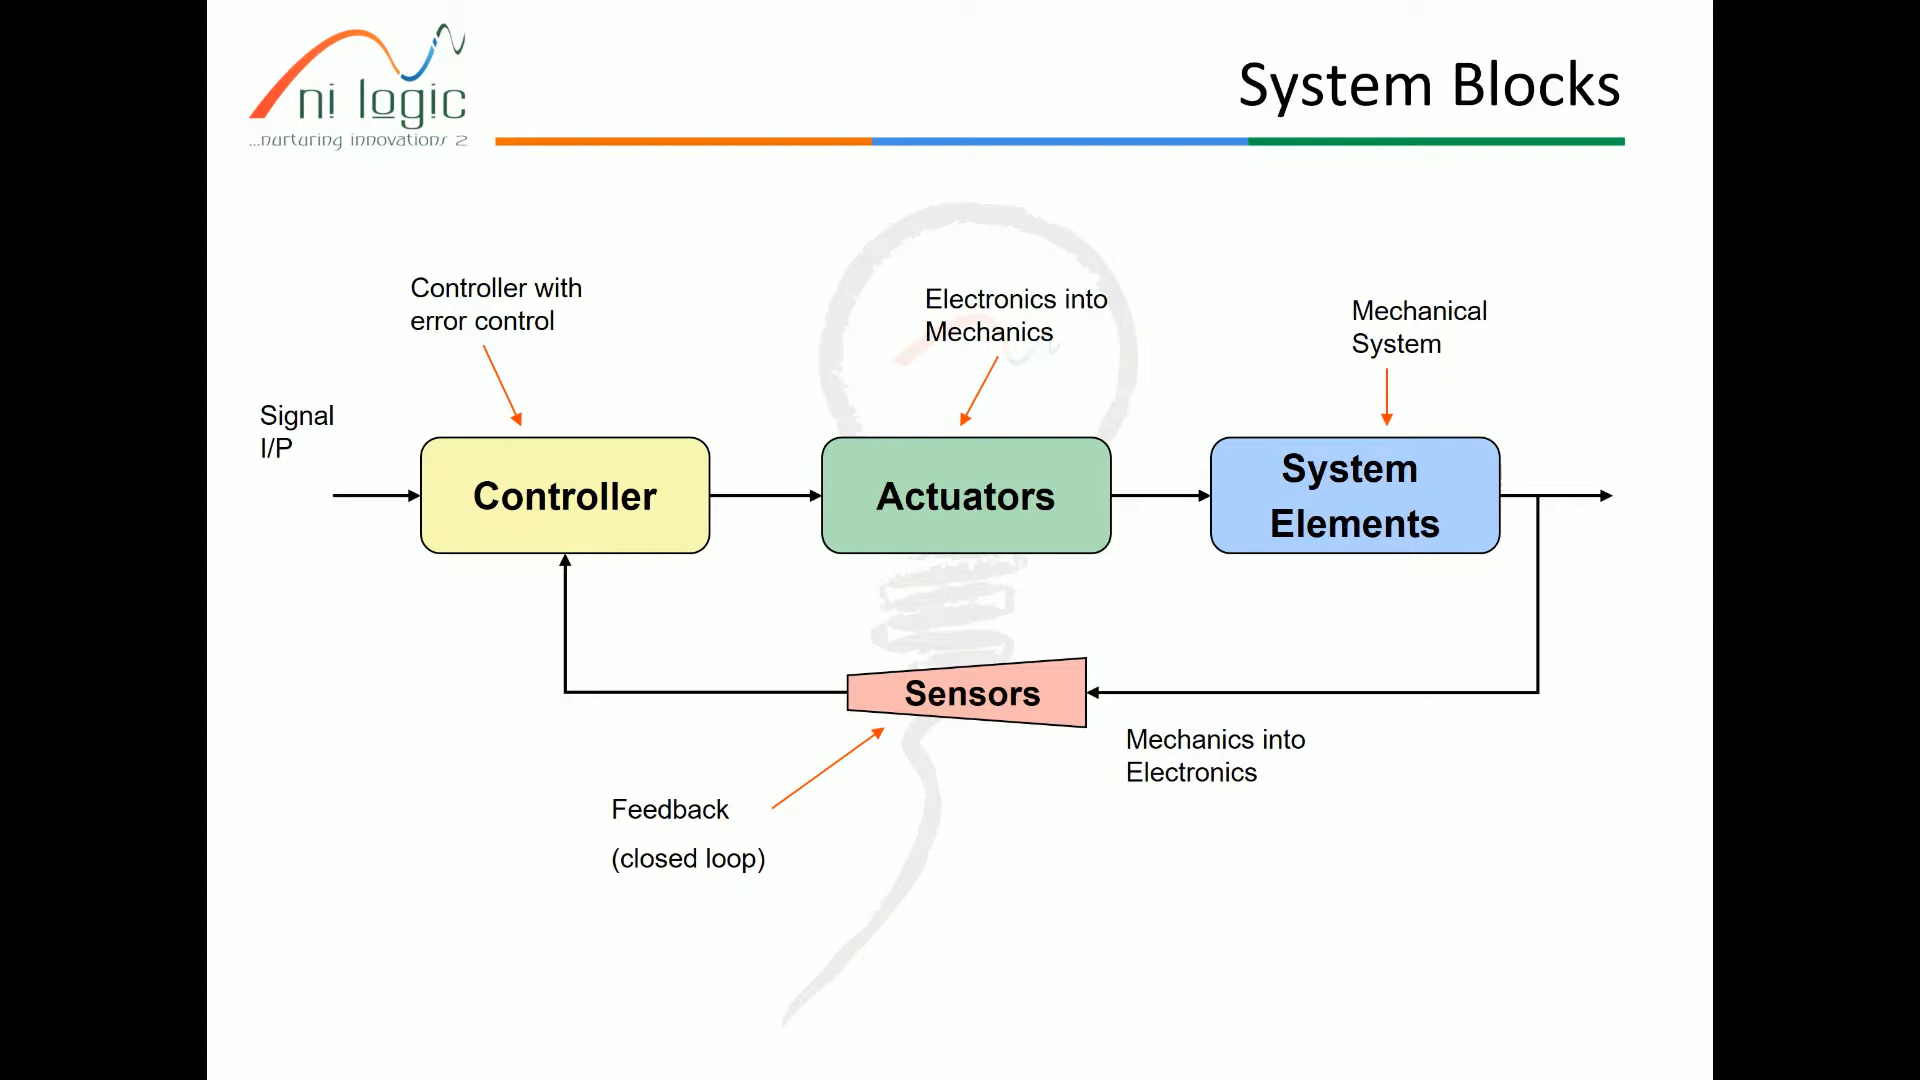 ni logic
...nurturing innovations 2
System Blocks
Controller with
error control
Electronics into
Mechanics
Mechanical
System
Signal
I/P
Controller
Actuators
System
Elements
Sensors
Mechanics into
Electronics
Feedback
(closed loop)